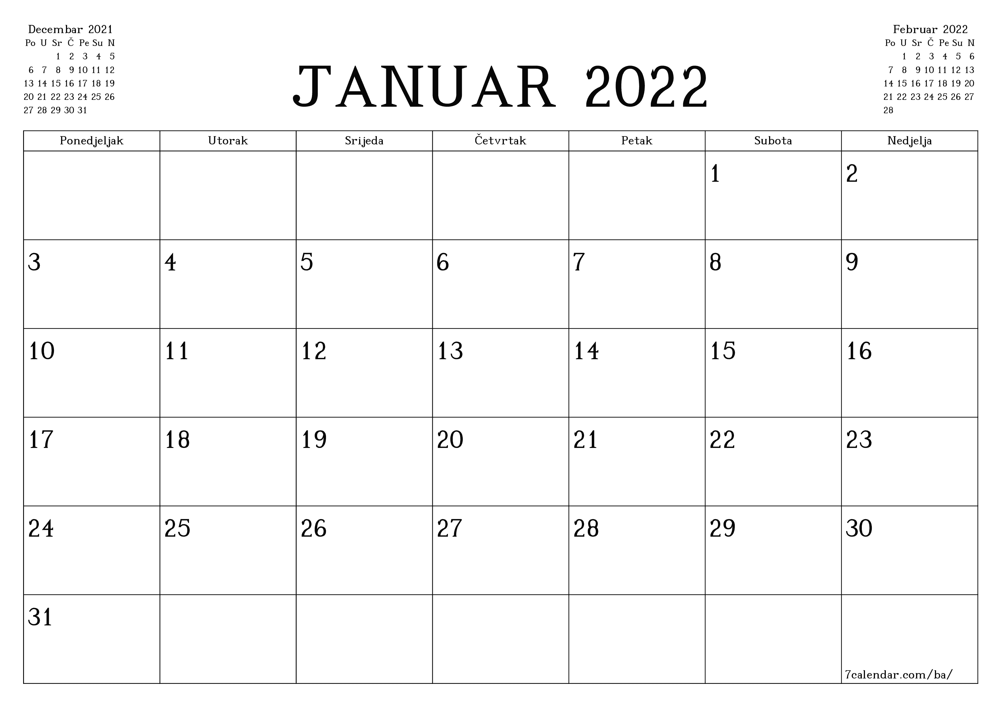 Decembar 2021
Po U Sr Č Pe Su N
1 2 3 4 5
6 7 8 9 10 11 12
13 14 15 16 17 18 19
20 21 22 23 24 25 26
27 28 29 30 31
JANUAR 2022
Februar 2022
Po U Sr Č Pe Su N
1 2 3 4 5 6
7 8 9 10 11 12 13
14 15 16 17 18 19 20
21 22 23 24 25 26 27
28
Ponedjeljak Utorak Srijeda Četvrtak Petak Subota Nedjelja
1 2
3 4 5 6 7 8 9
10 11 12 13 14 15 16
17 18 19 20 21 22 23
24 25 26 27 28 29 30
31
7calendar.com/ba/